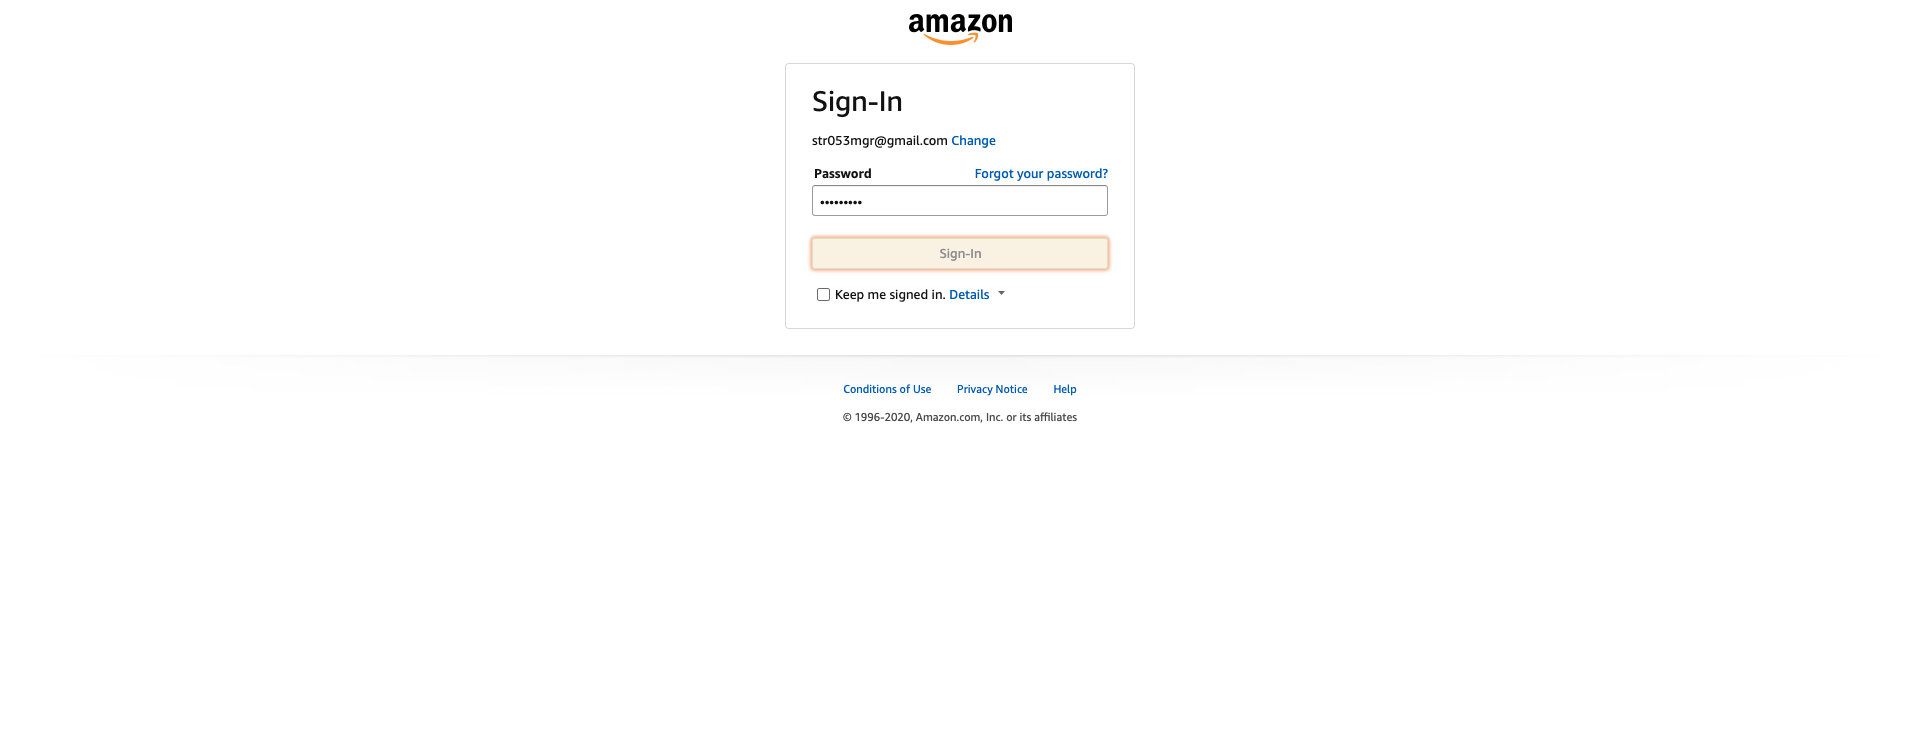 amazon
Sign-In
str053mgr@gmail.com Change
Password Forgot your password?
•••••••••
Sign-In
Keep me signed in. Details
Conditions of Use Privacy Notice Help
© 1996-2020, Amazon.com, Inc. or its affiliates